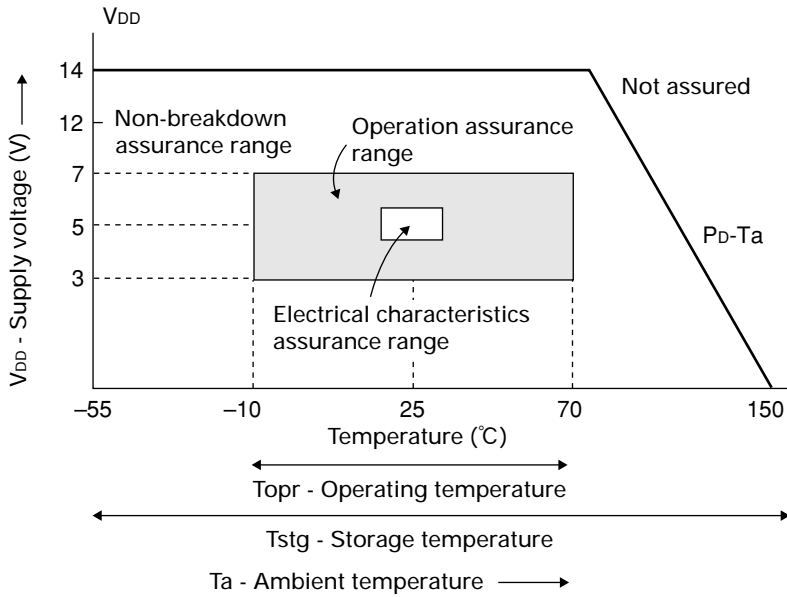 VDD
14
Not assured
12
Non-breakdown
assurance range
Operation assurance
range
7
5
PD-Ta
3
Electrical characteristics
assurance range
VDD - Supply voltage (V)
–55
–10
25
70
150
Temperature (℃)
Topr - Operating temperature
Tstg - Storage temperature
Ta - Ambient temperature